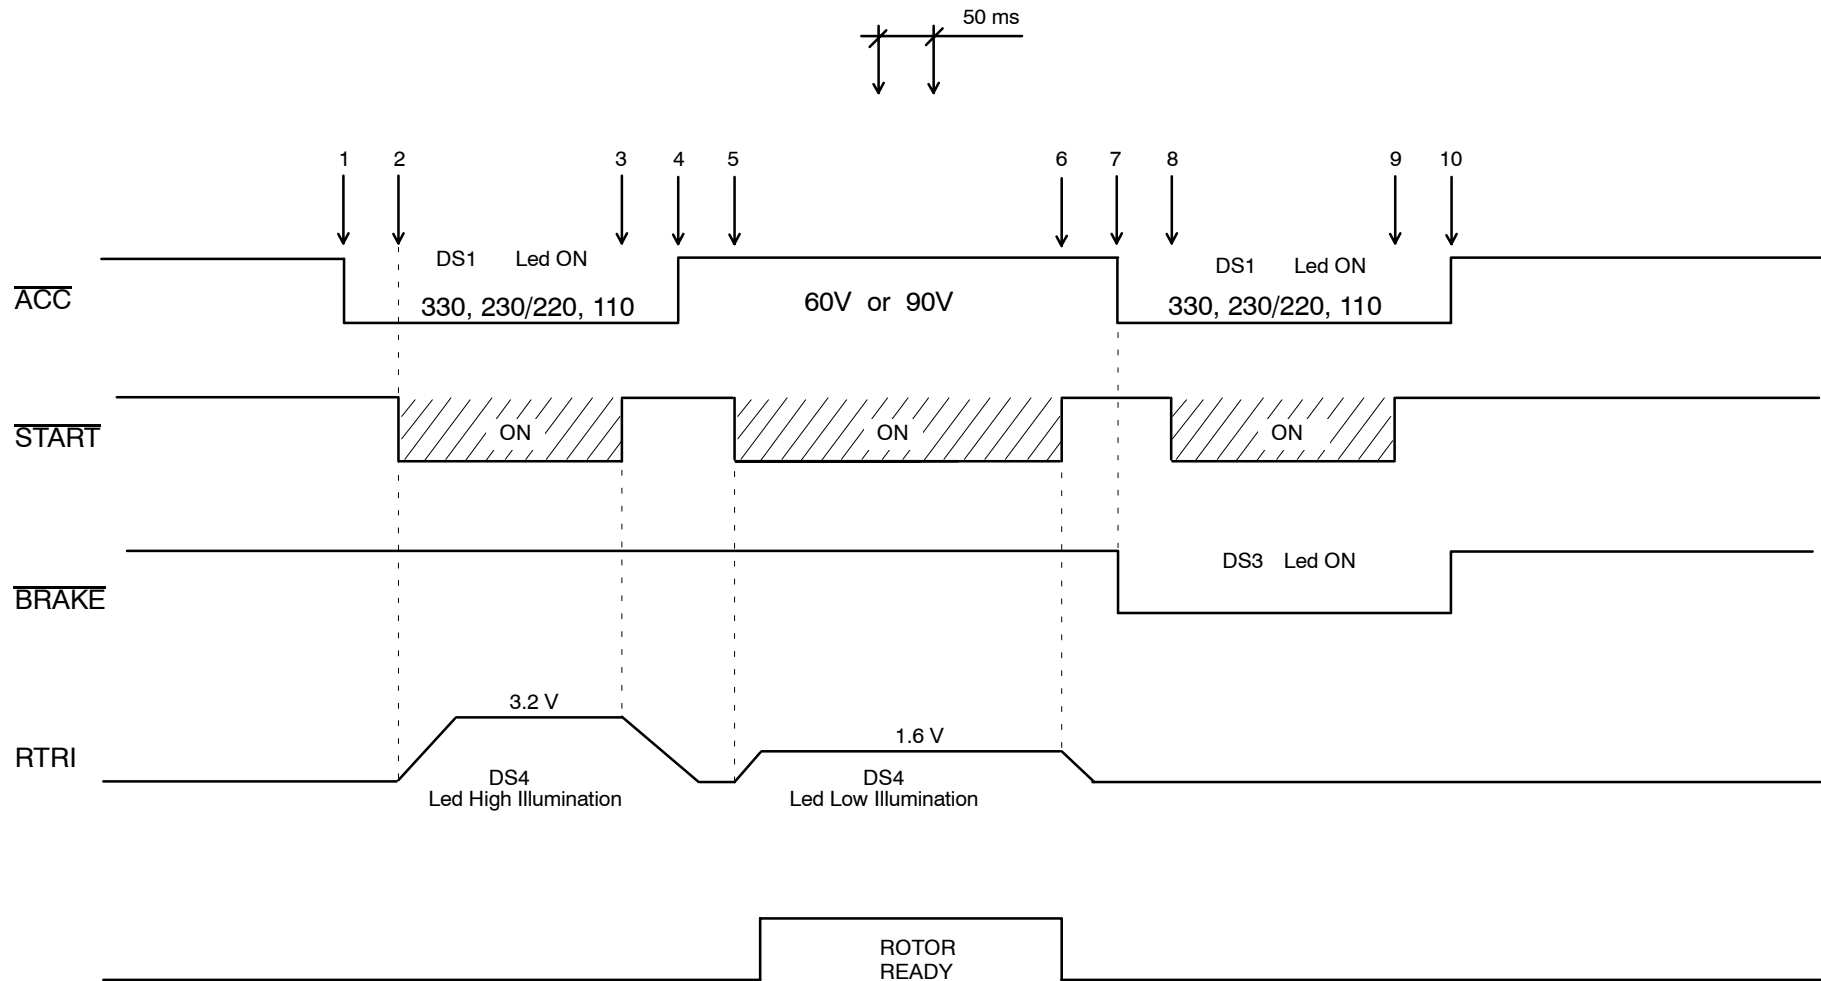 50 ms
1 2 3 4 5 6 7 8 9 10
DS1 Led ON
DS1 Led ON
ACC
330, 230/220, 110
60V or 90V
330, 230/220, 110
START
ON
ON
ON
BRAKE
DS3 Led ON
3.2 V
1.6 V
RTRI
DS4
Led High Illumination
DS4
Led Low Illumination
ROTOR
READY